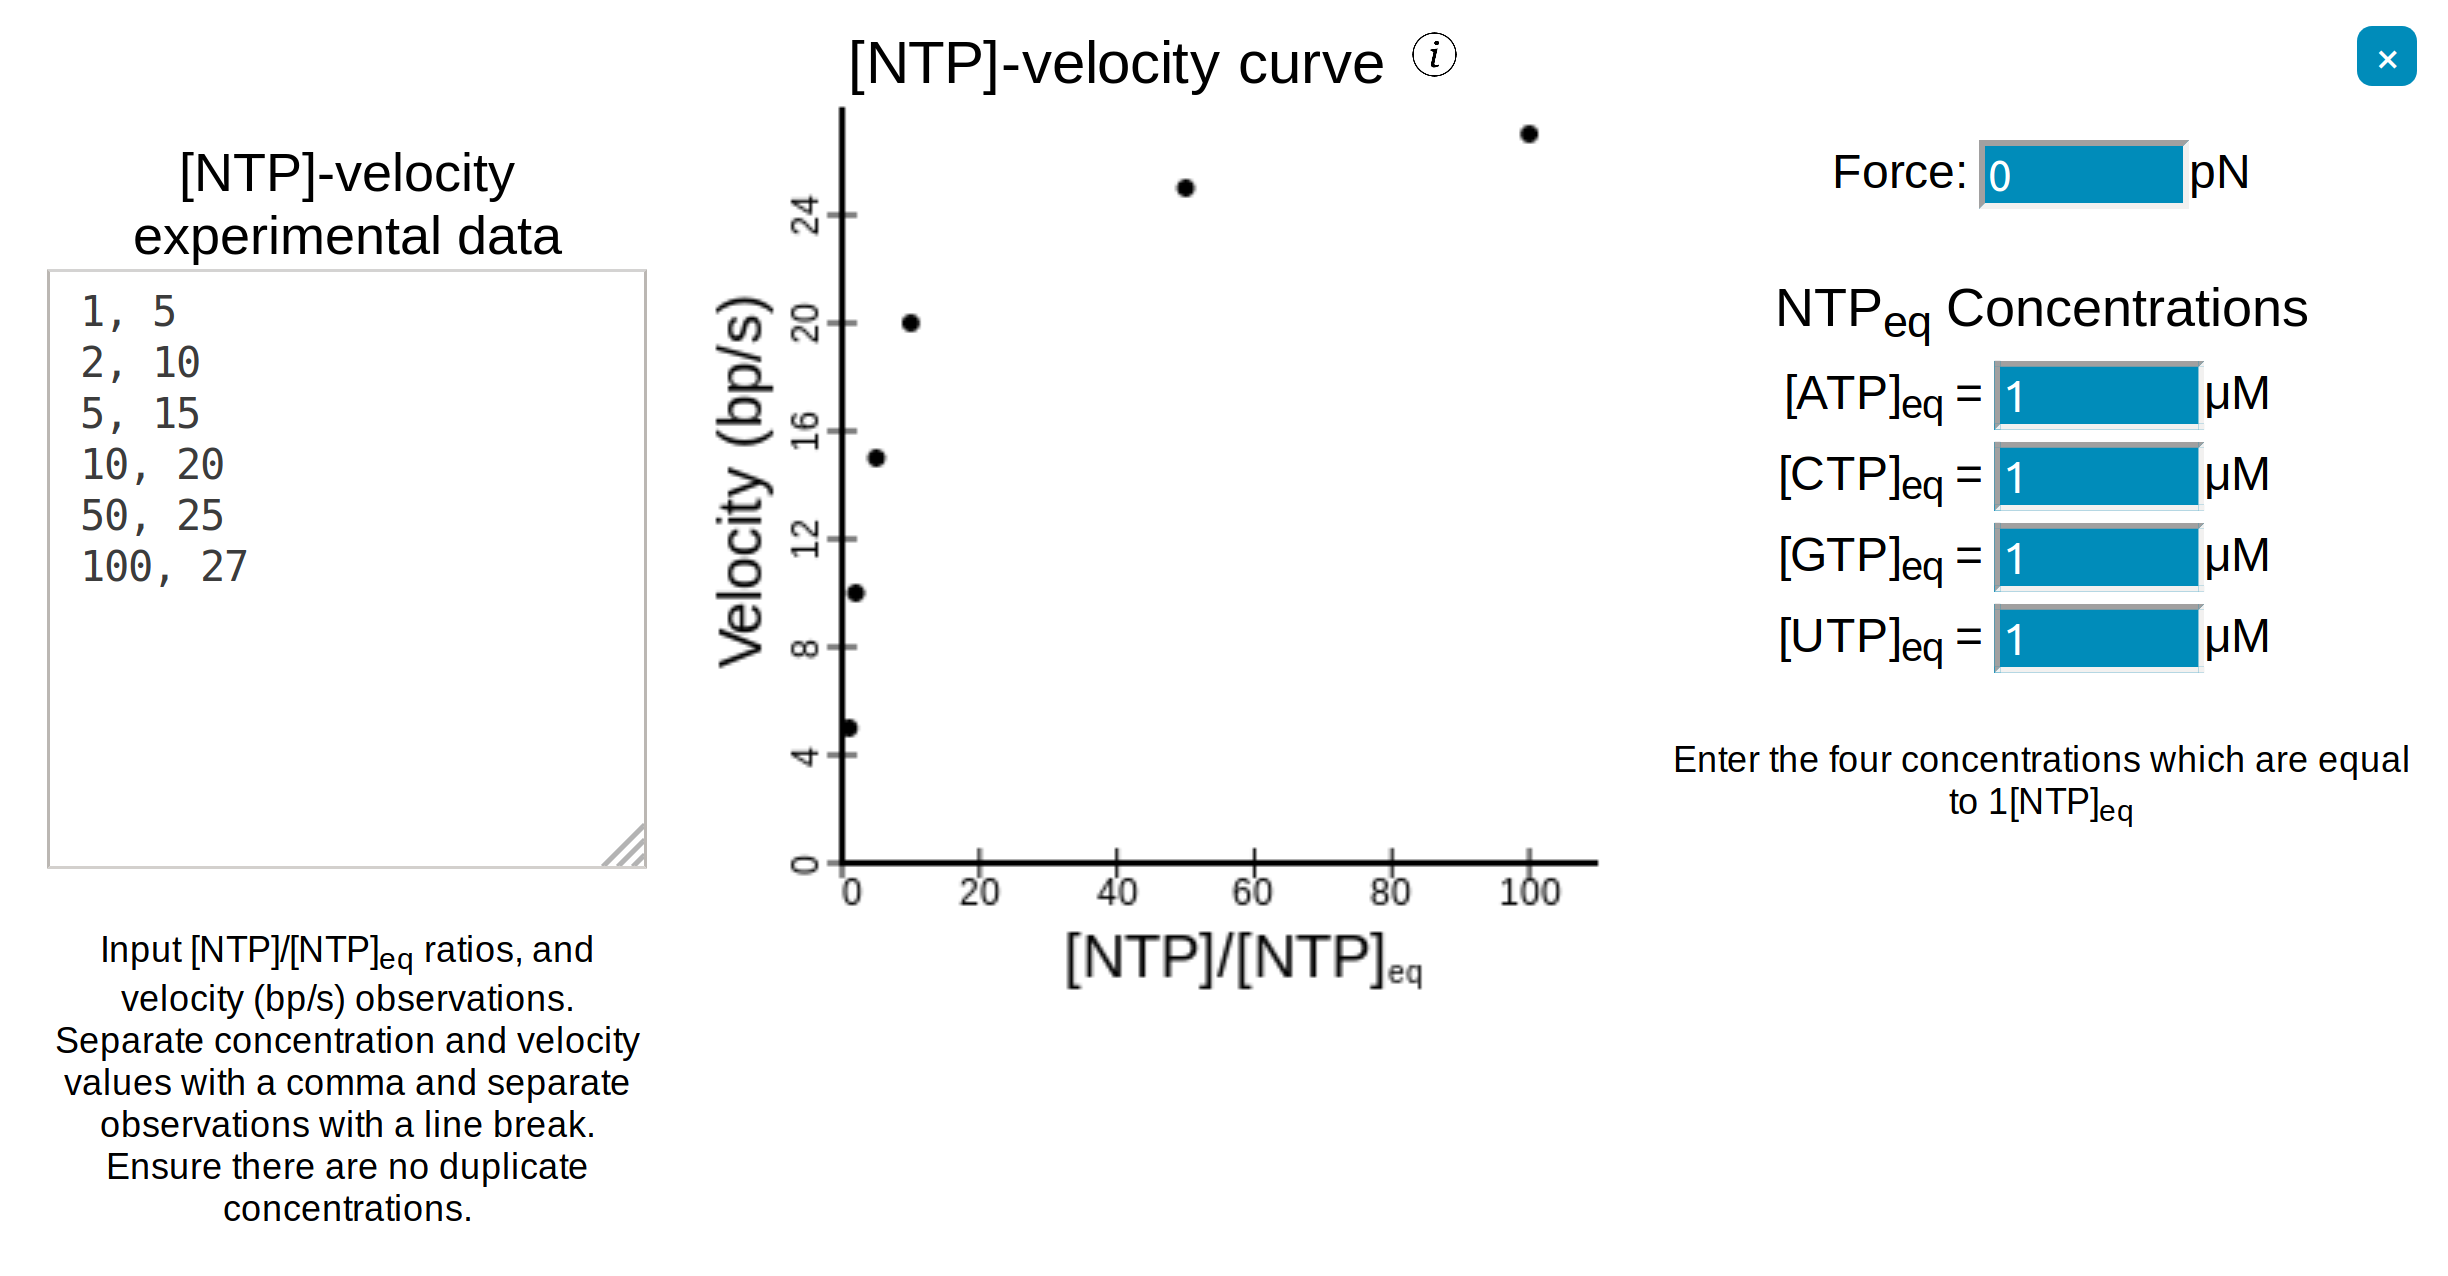 [NTP]-velocity curve i
×
[NTP]-velocity
experimental data
1, 5
2, 10
5, 15
10, 20
50, 25
100, 27
Input [NTP]/[NTP]eq ratios, and
velocity (bp/s) observations.
Separate concentration and velocity
values with a comma and separate
observations with a line break.
Ensure there are no duplicate
concentrations.
Velocity (bp/s)
24
20
16
12
8
4
0
0 20 40 60 80 100
[NTP]/[NTP]eq
Force: 0 pN
NTPeq Concentrations
[ATP]eq = 1 μM
[CTP]eq = 1 μM
[GTP]eq = 1 μM
[UTP]eq = 1 μM
Enter the four concentrations which are equal
to 1[NTP]eq